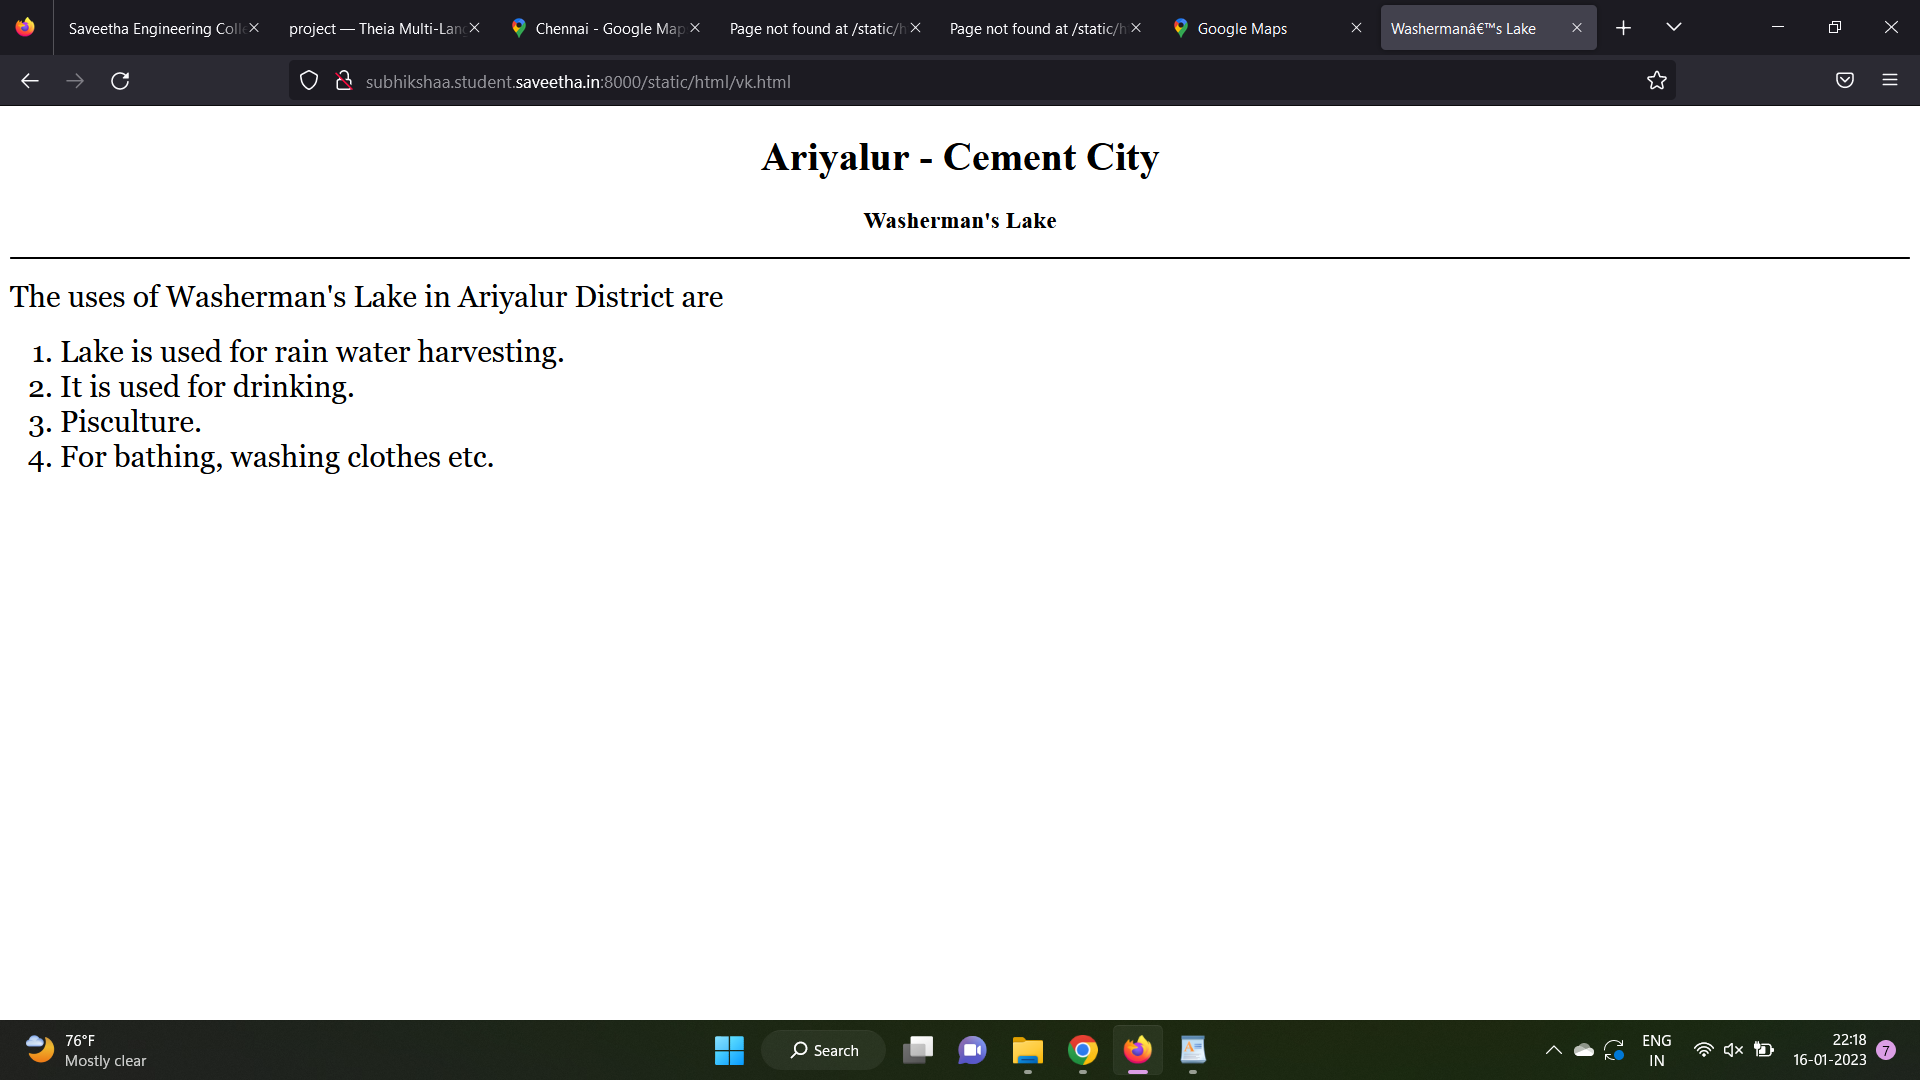 Saveetha Engineering Coll
project — Theia Multi-Lang
Chennai - Google Map
Page not found at /static/h
Page not found at /static/h
Google Maps
Washermanâ€™s Lake
subhikshaa.student.saveetha.in:8000/static/html/vk.html
Ariyalur - Cement City
Washerman's Lake
The uses of Washerman's Lake in Ariyalur District are
1. Lake is used for rain water harvesting.
2. It is used for drinking.
3. Pisculture.
4. For bathing, washing clothes etc.
76°F
Mostly clear
Search
ENG
IN
22:18
16-01-2023
7